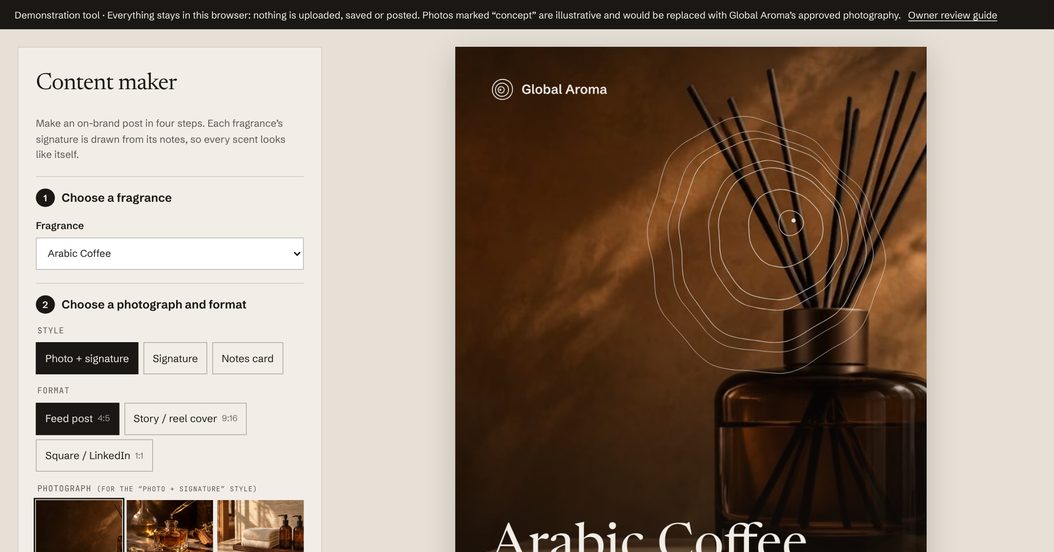 Demonstration tool · Everything stays in this browser: nothing is uploaded, saved or posted. Photos marked “concept” are illustrative and would be replaced with Global Aroma’s approved photography. Owner review guide
Content maker
Make an on-brand post in four steps. Each fragrance’s
signature is drawn from its notes, so every scent looks
like itself.
1 Choose a fragrance
Fragrance
Arabic Coffee
2 Choose a photograph and format
STYLE
Photo + signature Signature Notes card
FORMAT
Feed post 4:5 Story / reel cover 9:16
Square / LinkedIn 1:1
PHOTOGRAPH (FOR THE “PHOTO + SIGNATURE” STYLE)
Global Aroma
Arabic Coffee